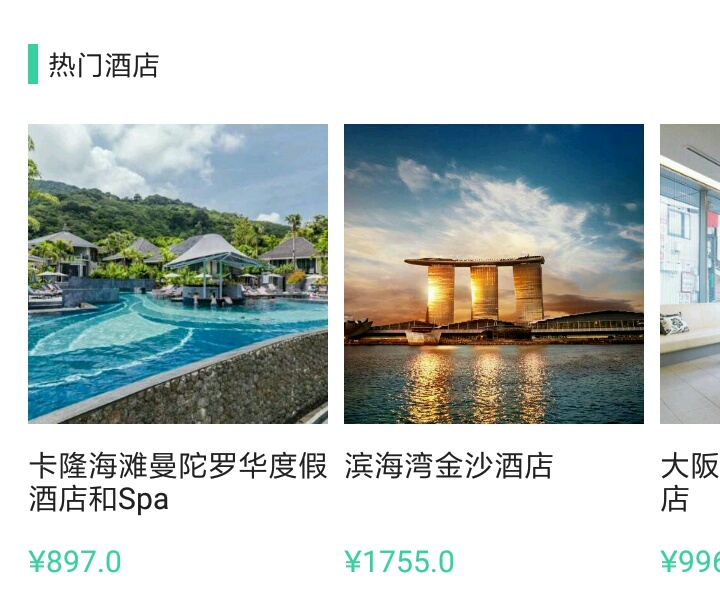 热门酒店
卡隆海滩曼陀罗华度假
酒店和Spa
¥897.0
滨海湾金沙酒店
¥1755.0
大阪
店
¥996